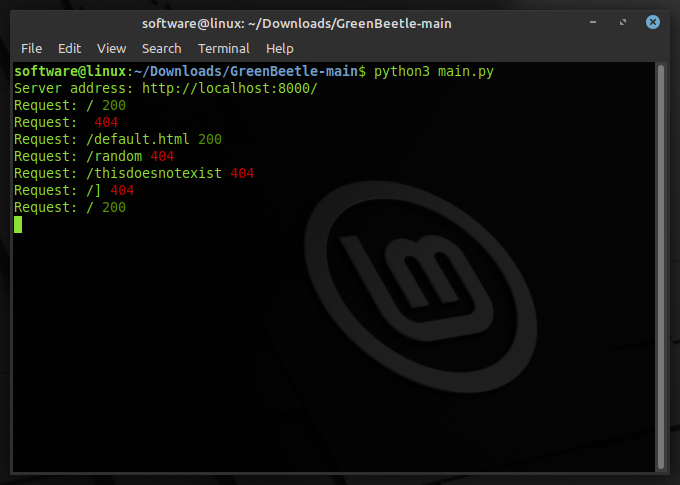 software@linux: ~/Downloads/GreenBeetle-main
File Edit View Search Terminal Help
software@linux:~/Downloads/GreenBeetle-main$ python3 main.py
Server address: http://localhost:8000/
Request: / 200
Request:  404
Request: /default.html 200
Request: /random 404
Request: /thisdoesnotexist 404
Request: /] 404
Request: / 200